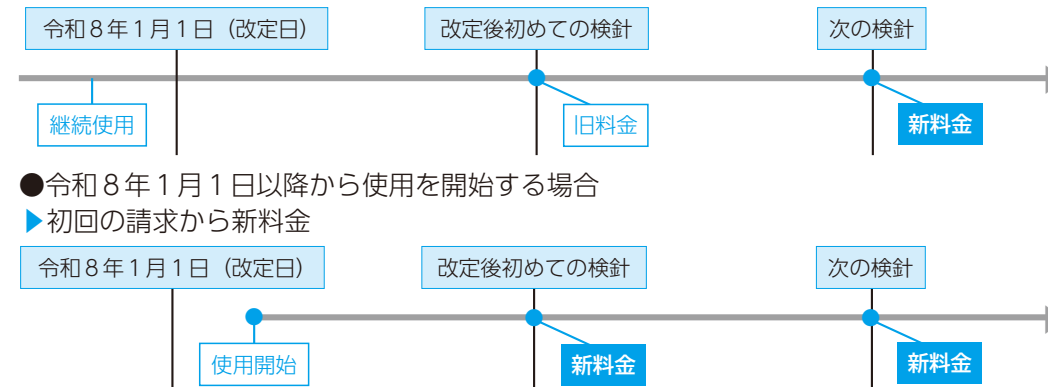 令和８年１月１日（改定日）
改定後初めての検針
次の検針
継続使用
旧料金
新料金
●令和８年１月１日以降から使用を開始する場合
▶初回の請求から新料金
令和８年１月１日（改定日）
改定後初めての検針
次の検針
使用開始
新料金
新料金